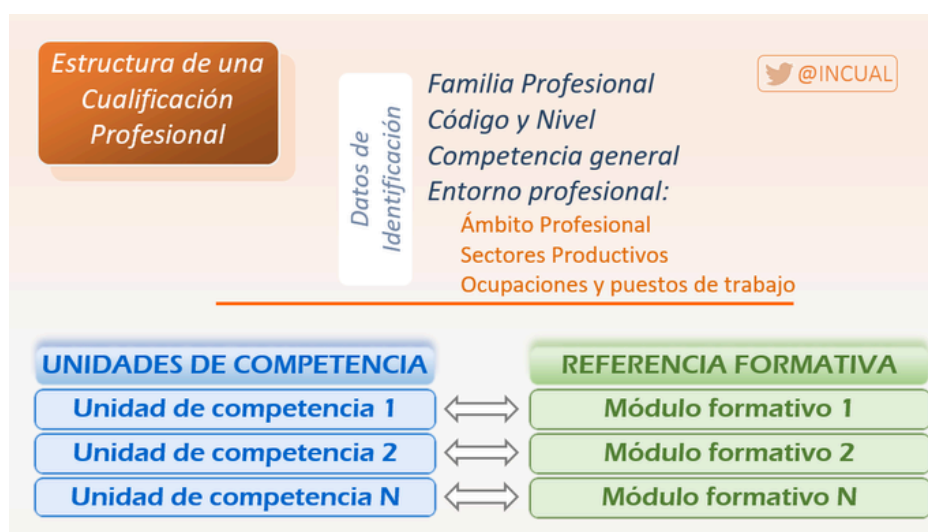 Estructura de una
Cualificación
Profesional
@INCUAL
Datos de
Identificación
Familia Profesional
Código y Nivel
Competencia general
Entorno profesional:
Ámbito Profesional
Sectores Productivos
Ocupaciones y puestos de trabajo
UNIDADES DE COMPETENCIA
REFERENCIA FORMATIVA
Unidad de competencia 1
Módulo formativo 1
Unidad de competencia 2
Módulo formativo 2
Unidad de competencia N
Módulo formativo N